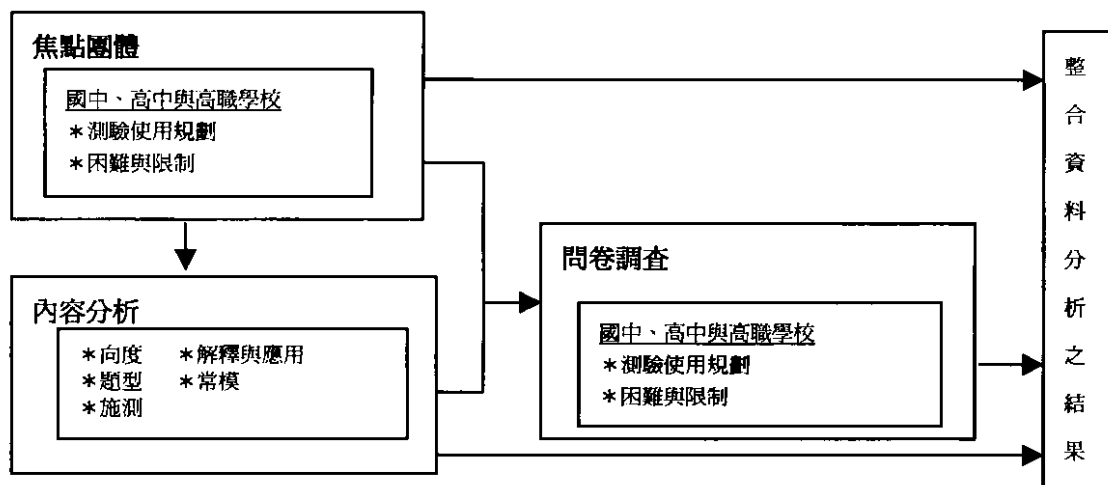 焦點團體
國中、高中與高職學校
*測驗使用規劃
*困難與限制
內容分析
*向度 *解釋與應用
*題型 *常模
*施測
問卷調查
國中、高中與高職學校
*測驗使用規劃
*困難與限制
整合資料分析之結果